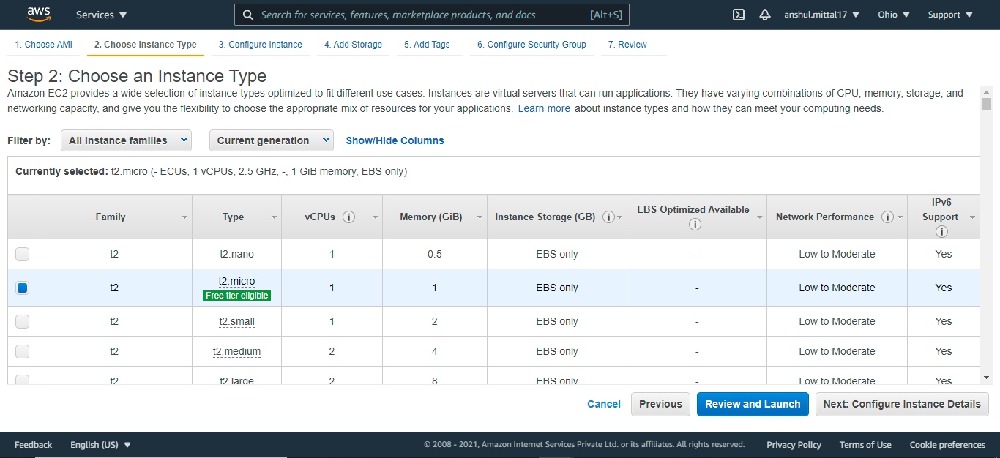 aws
Services
Search for services, features, marketplace products, and docs [Alt+S]
anshul.mittal17
Ohio
Support
1. Choose AMI
2. Choose Instance Type
3. Configure Instance
4. Add Storage
5. Add Tags
6. Configure Security Group
7. Review
Step 2: Choose an Instance Type
Amazon EC2 provides a wide selection of instance types optimized to fit different use cases. Instances are virtual servers that can run applications. They have varying combinations of CPU, memory, storage, and
networking capacity, and give you the flexibility to choose the appropriate mix of resources for your applications. Learn more about instance types and how they can meet your computing needs.
Filter by: All instance families Current generation Show/Hide Columns
Currently selected: t2.micro (- ECUs, 1 vCPUs, 2.5 GHz, -, 1 GiB memory, EBS only)
Family Type vCPUs Memory (GiB) Instance Storage (GB) EBS-Optimized Available Network Performance IPv6 Support
t2 t2.nano 1 0.5 EBS only - Low to Moderate Yes
t2 t2.micro 1 1 EBS only - Low to Moderate Yes
Free tier eligible
t2 t2.small 1 2 EBS only - Low to Moderate Yes
t2 t2.medium 2 4 EBS only - Low to Moderate Yes
t2 t2.large 2 8 EBS only - Low to Moderate Yes
Cancel Previous Review and Launch Next: Configure Instance Details
Feedback English (US) © 2008 - 2021, Amazon Internet Services Private Ltd. or its affiliates. All rights reserved. Privacy Policy Terms of Use Cookie preferences